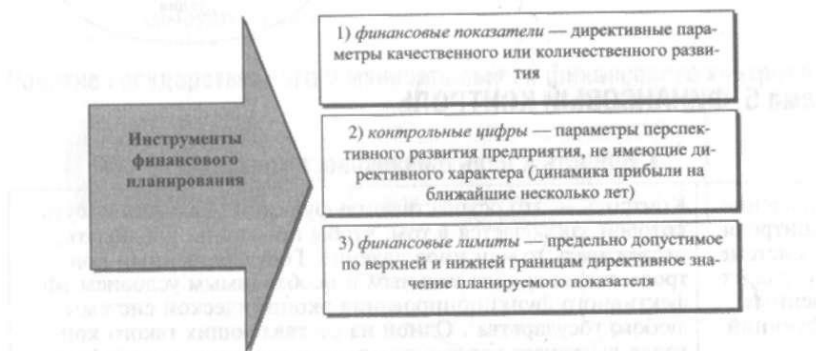 Инструменты
финансового
планирования
1) финансовые показатели — директивные пара-
метры качественного или количественного разви-
тия
2) контрольные цифры — параметры перспек-
тивного развития предприятия, не имеющие ди-
рективного характера (динамика прибыли на
ближайшие несколько лет)
3) финансовые лимиты — предельно допустимое
по верхней и нижней границам директивное зна-
чение планируемого показателя